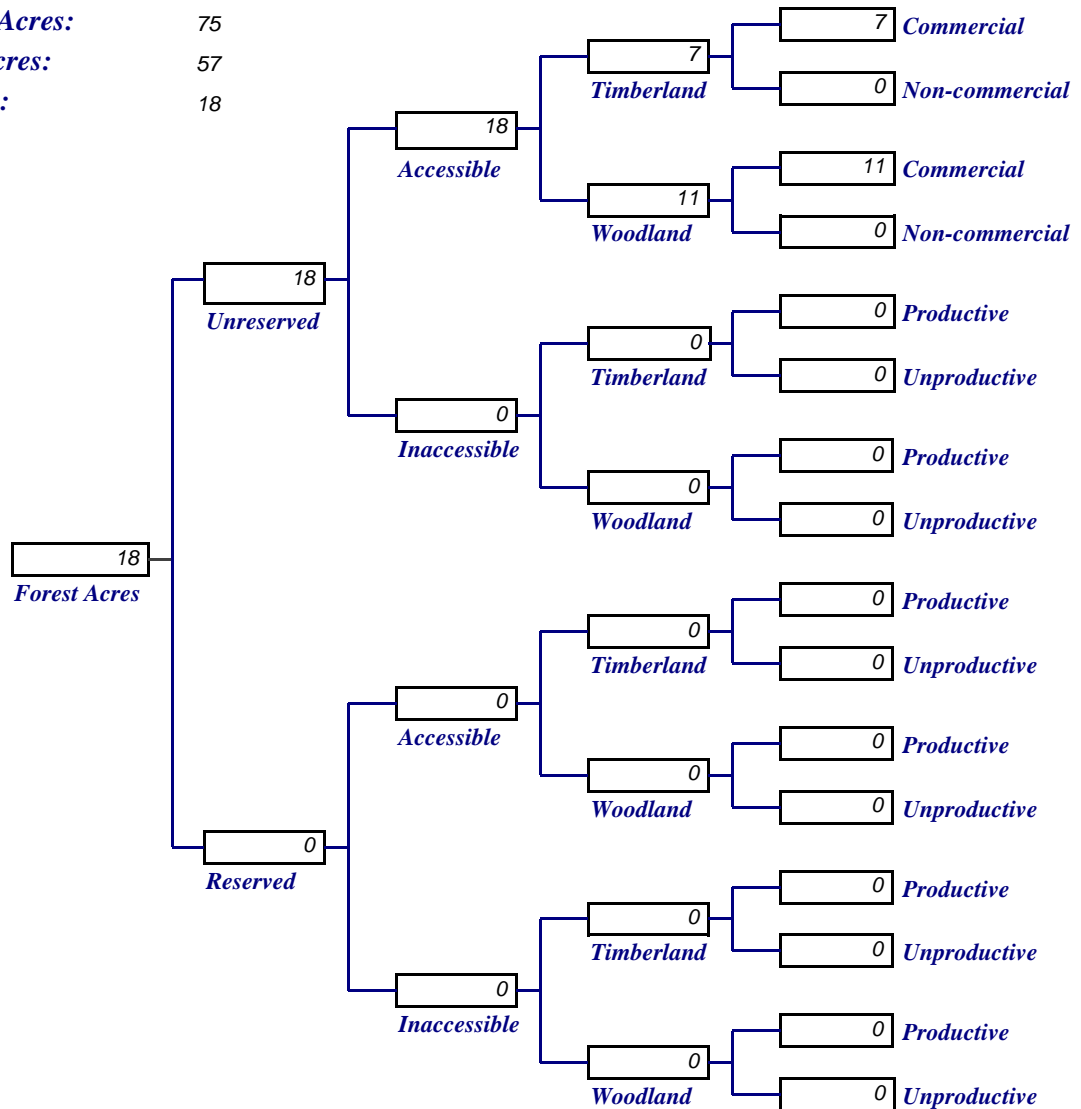 Acres: 75
cres: 57
: 18
7 Commercial
7
Timberland
0 Non-commercial
18
Accessible
11 Commercial
11
Woodland
0 Non-commercial
18
Unreserved
0 Productive
0
Timberland
0 Unproductive
0
Inaccessible
0 Productive
0
Woodland
0 Unproductive
18
Forest Acres
0 Productive
0
Timberland
0 Unproductive
0
Accessible
0 Productive
0
Woodland
0 Unproductive
0
Reserved
0 Productive
0
Timberland
0 Unproductive
0
Inaccessible
0 Productive
0
Woodland
0 Unproductive